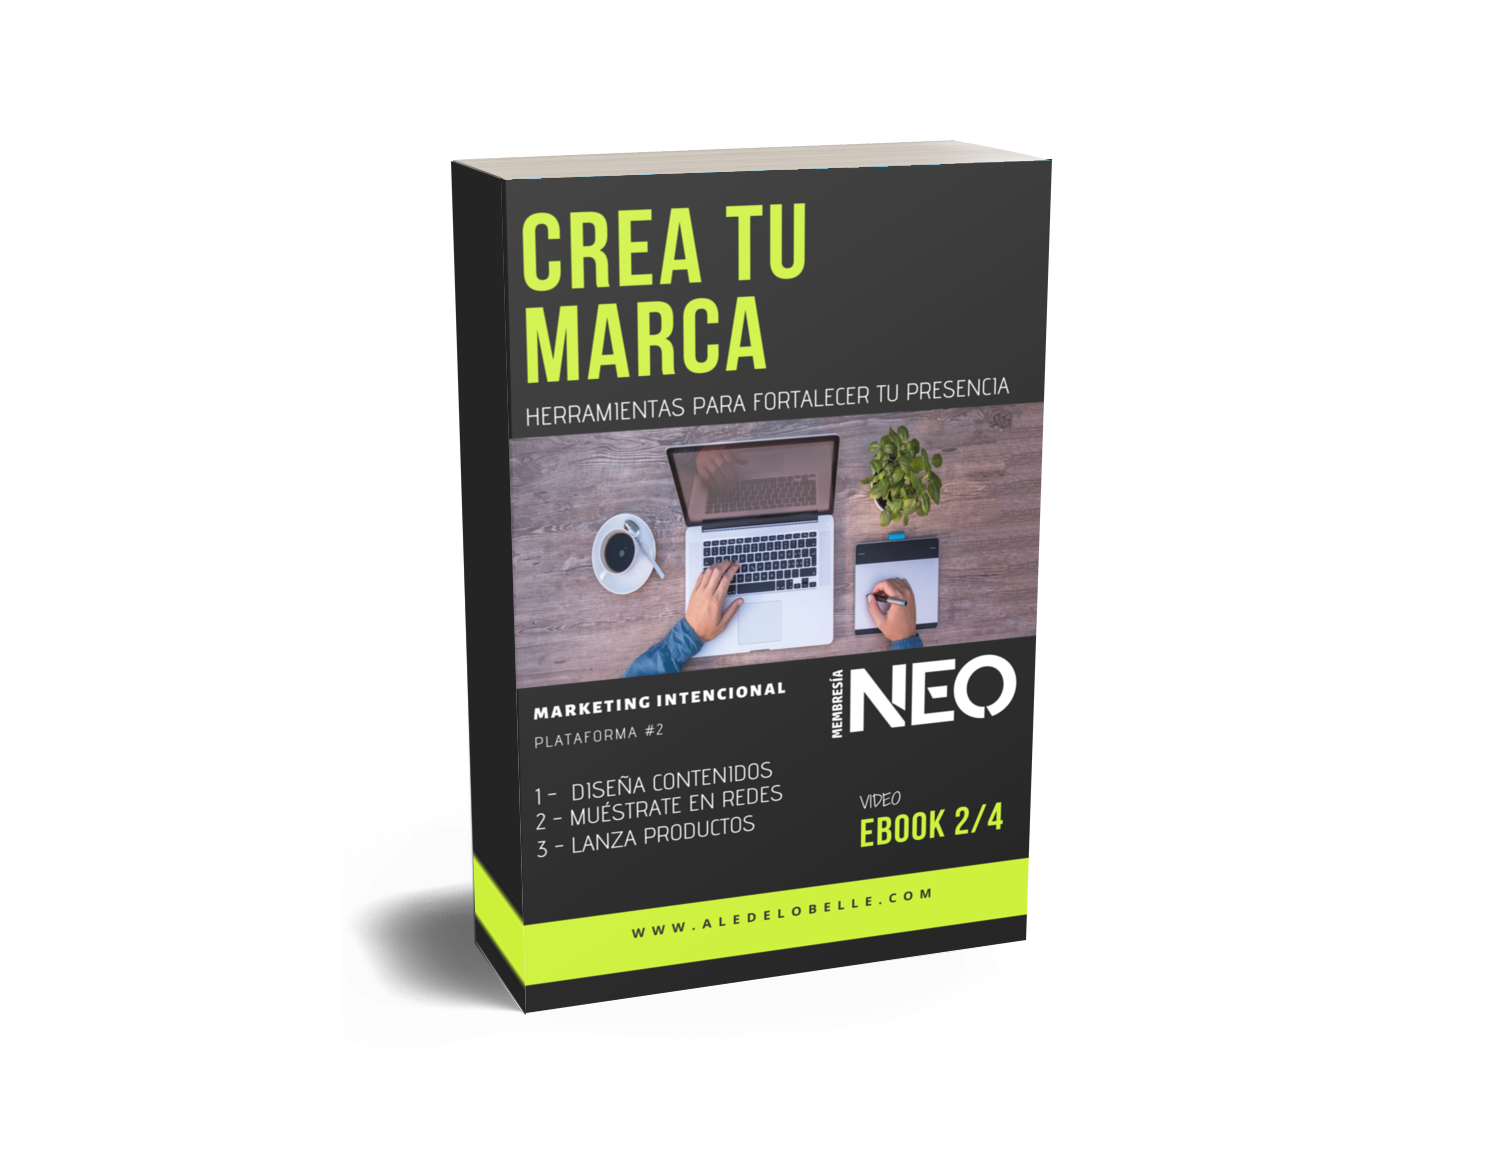 CREA TU
MARCA
HERRAMIENTAS PARA FORTALECER TU PRESENCIA
MARKETING INTENCIONAL
PLATAFORMA #2
MEMBRESÍA
NEO
1 - DISEÑA CONTENIDOS
2 - MUÉSTRATE EN REDES
3 - LANZA PRODUCTOS
VIDEO
EBOOK 2/4
WWW.ALEDELOBELLE.COM